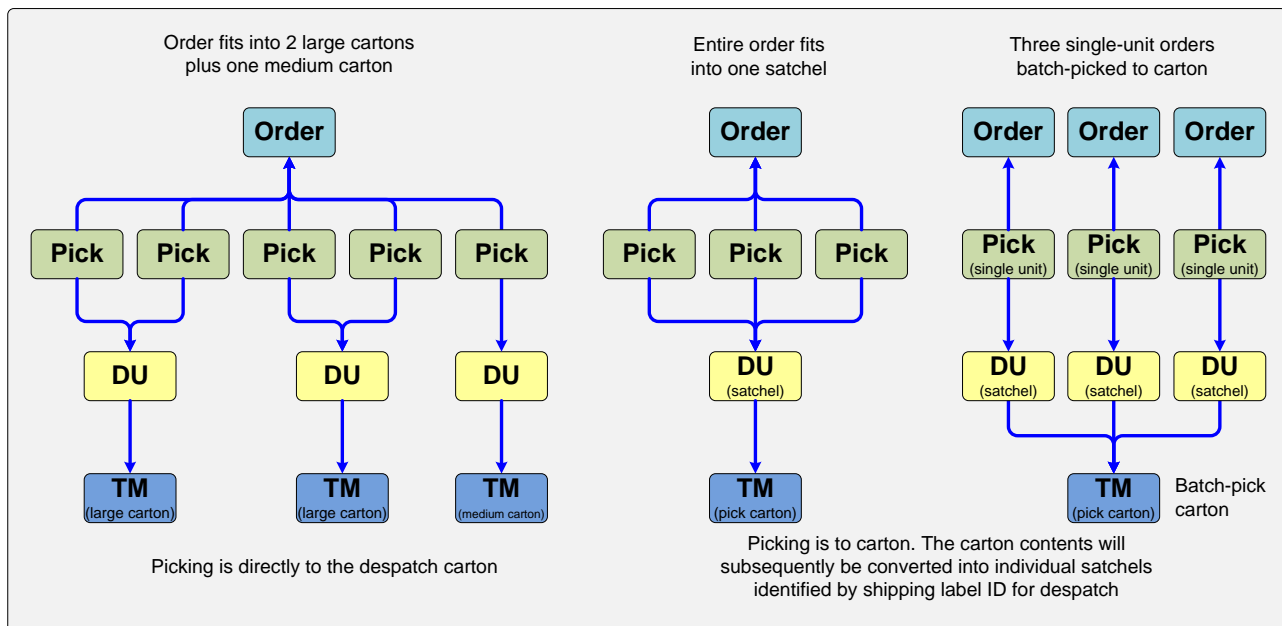 Order fits into 2 large cartons
plus one medium carton
Order
Pick
Pick
Pick
Pick
Pick
DU
DU
DU
TM
(large carton)
TM
(large carton)
TM
(medium carton)
Picking is directly to the despatch carton
Entire order fits
into one satchel
Order
Pick
Pick
Pick
DU
(satchel)
TM
(pick carton)
Three single-unit orders
batch-picked to carton
Order
Order
Order
Pick
(single unit)
Pick
(single unit)
Pick
(single unit)
DU
(satchel)
DU
(satchel)
DU
(satchel)
TM
(pick carton)
Batch-pick
carton
Picking is to carton. The carton contents will
subsequently be converted into individual satchels
identified by shipping label ID for despatch